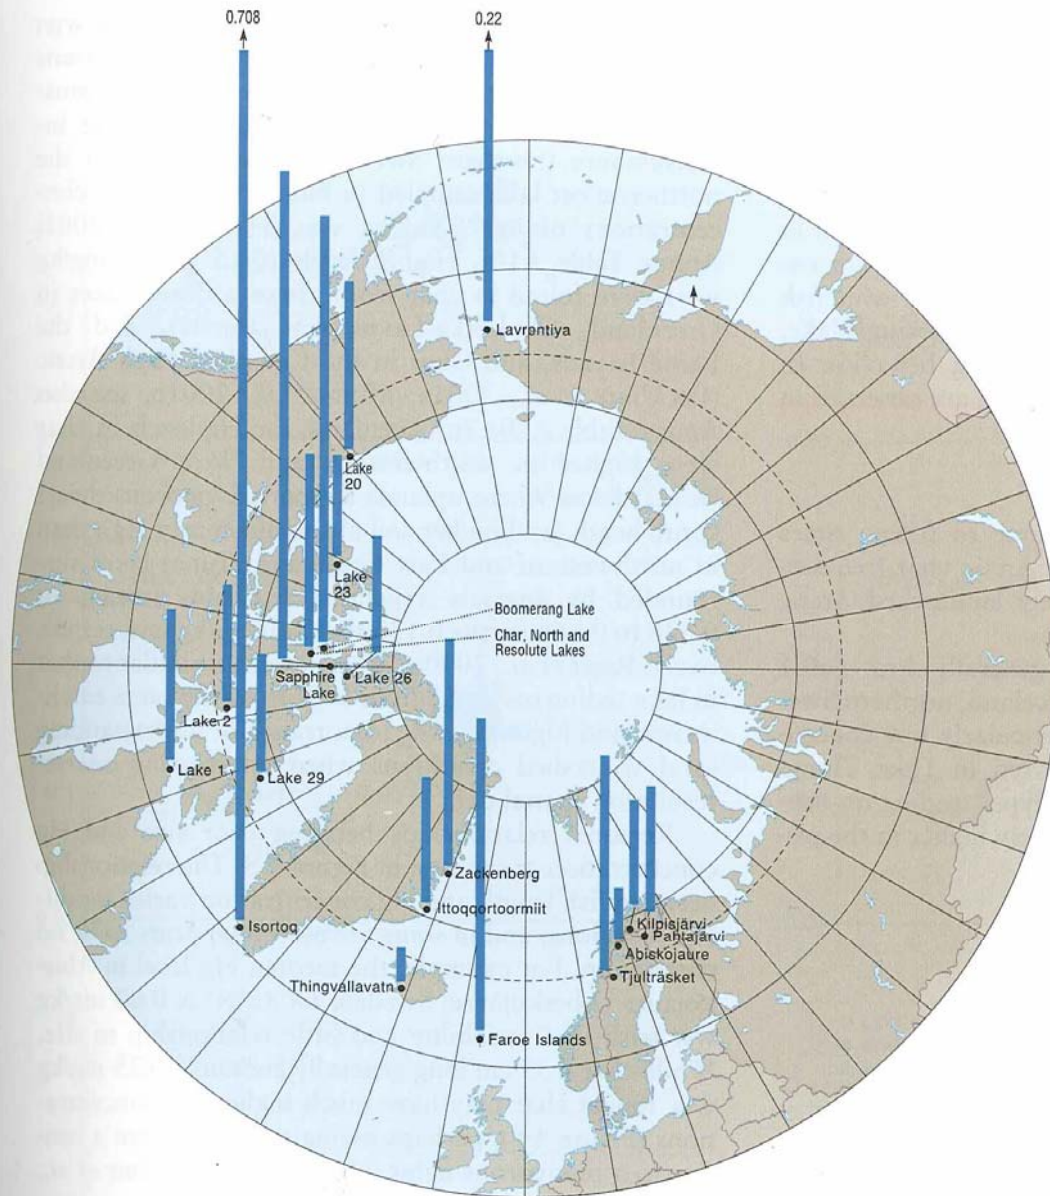 0.708
0.22
Lavrentiya
Lake
20
Lake
23
Boomerang Lake
Char, North and
Resolute Lakes
Sapphire
Lake
Lake 26
Lake 2
Lake 1
Lake 29
Zackenberg
Ittoqqortoormiit
Isortoq
Kilpisjärvi
Pahtajärvi
Abiskojaure
Tjulträsket
Thingvallavatn
Faroe Islands